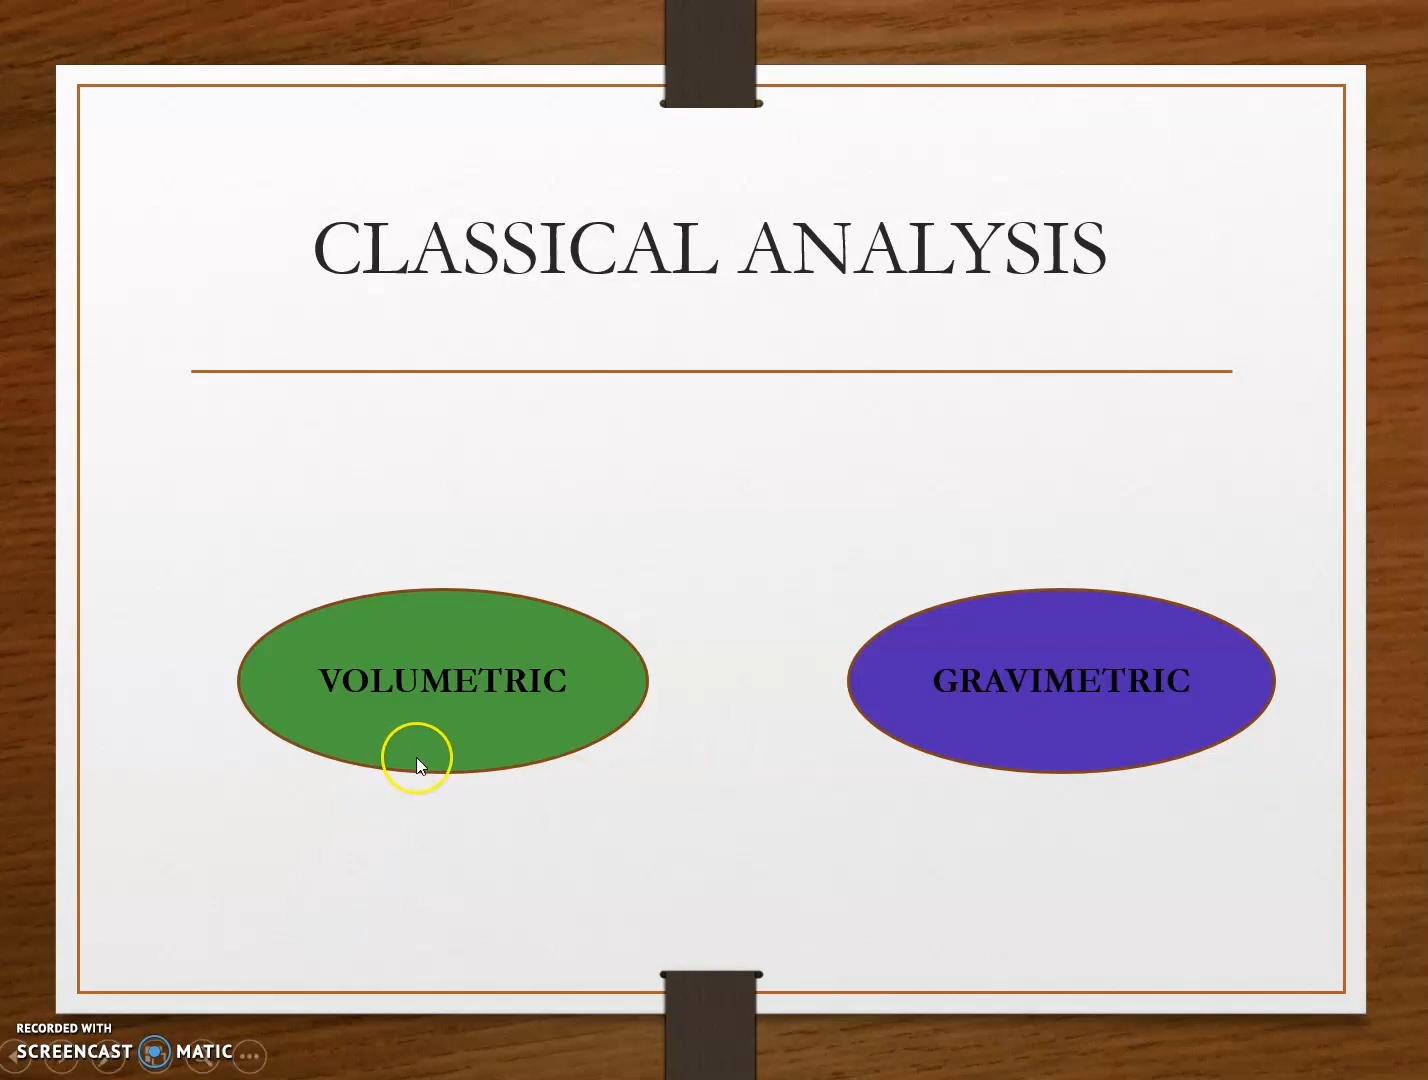 CLASSICAL ANALYSIS
VOLUMETRIC
GRAVIMETRIC
RECORDED WITH
SCREENCAST MATIC